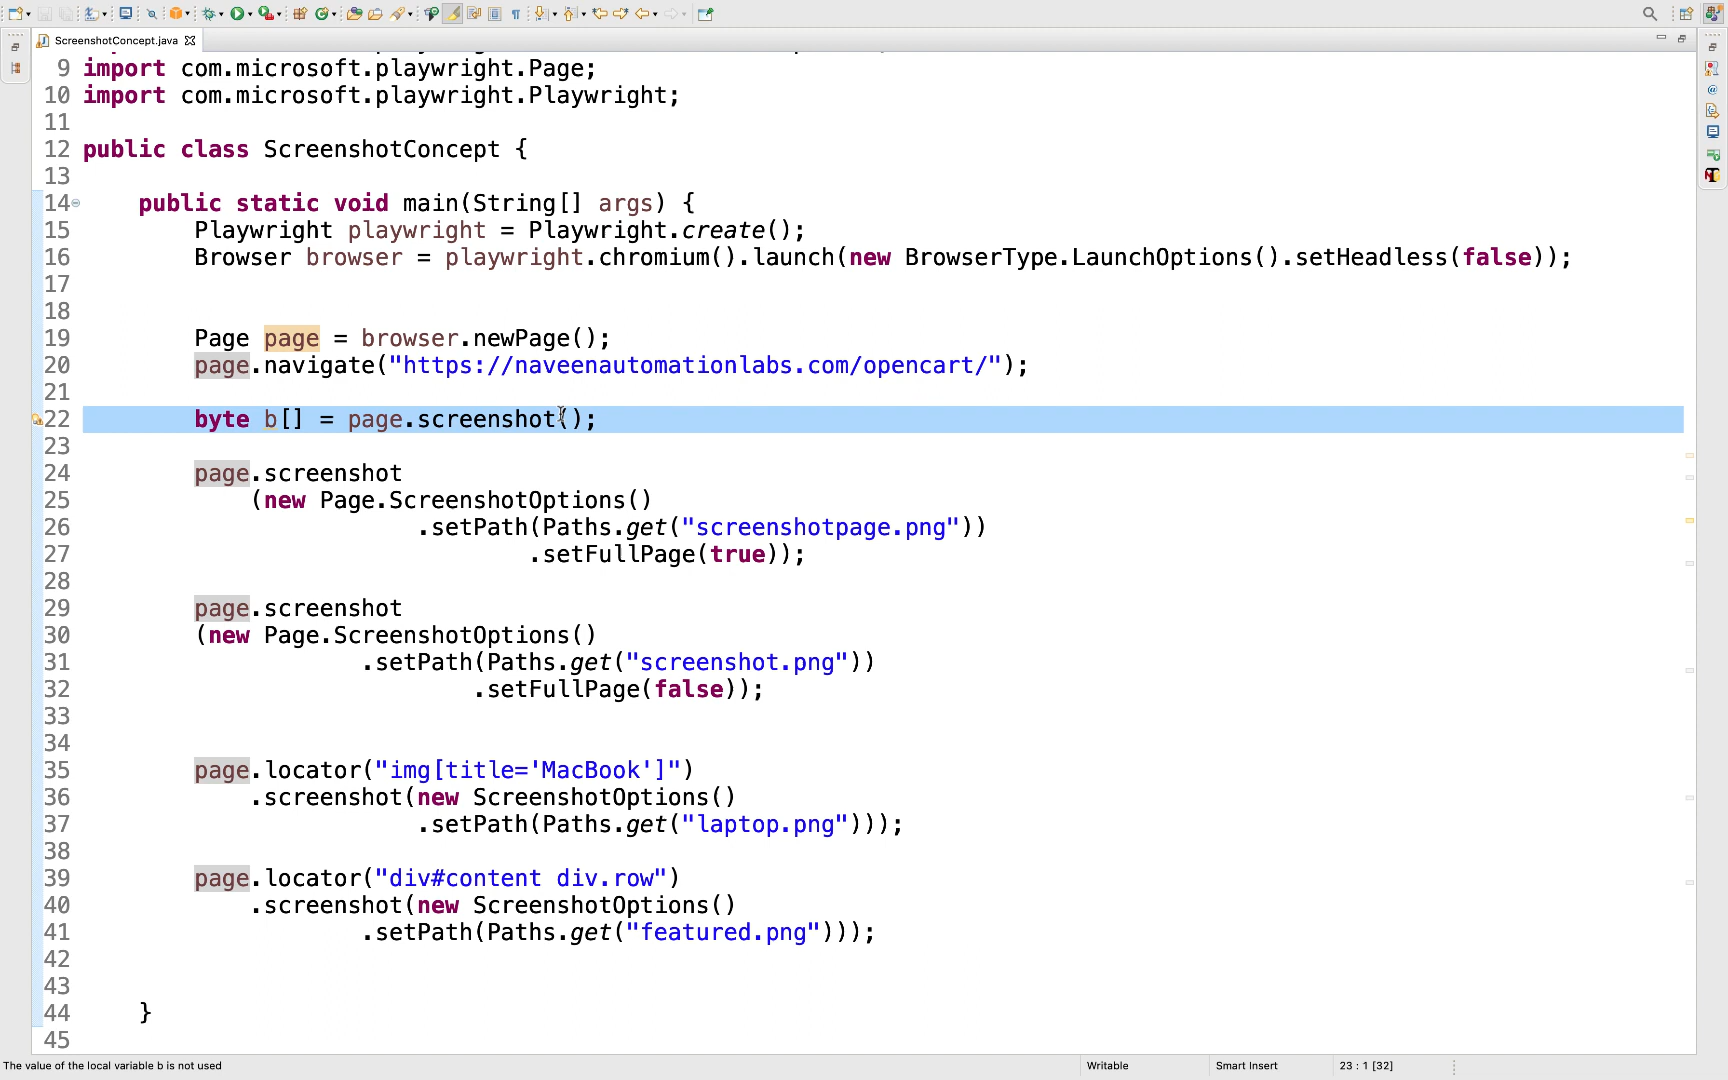 ScreenshotConcept.java
9 import com.microsoft.playwright.Page;
10 import com.microsoft.playwright.Playwright;
11
12 public class ScreenshotConcept {
13
14 public static void main(String[] args) {
15 Playwright playwright = Playwright.create();
16 Browser browser = playwright.chromium().launch(new BrowserType.LaunchOptions().setHeadless(false));
17
18
19 Page page = browser.newPage();
20 page.navigate("https://naveenautomationlabs.com/opencart/");
21
22 byte b[] = page.screenshot();
23
24 page.screenshot
25 (new Page.ScreenshotOptions()
26 .setPath(Paths.get("screenshotpage.png"))
27 .setFullPage(true));
28
29 page.screenshot
30 (new Page.ScreenshotOptions()
31 .setPath(Paths.get("screenshot.png"))
32 .setFullPage(false));
33
34
35 page.locator("img[title='MacBook']")
36 .screenshot(new ScreenshotOptions()
37 .setPath(Paths.get("laptop.png")));
38
39 page.locator("div#content div.row")
40 .screenshot(new ScreenshotOptions()
41 .setPath(Paths.get("featured.png")));
42
43
44 }
45
The value of the local variable b is not used
Writable
Smart Insert
23 : 1 [32]